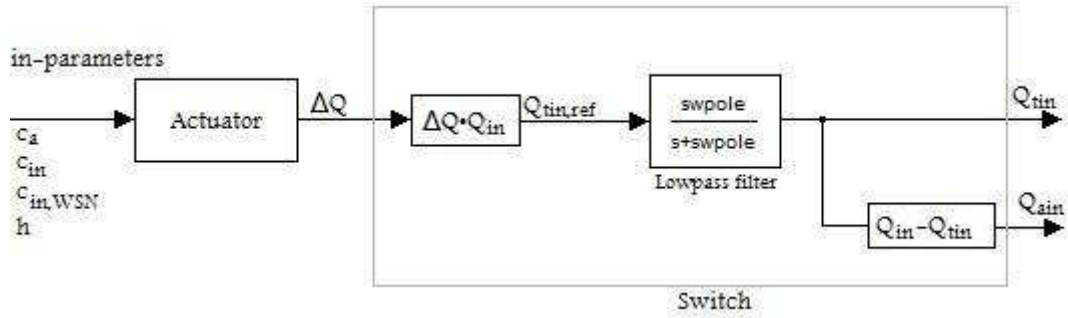 in-parameters
Actuator
ΔQ
ΔQ•Q_in
Q_tin,ref
swpole
s+swpole
Lowpass filter
Q_tin
c_a
c_in
c_in,WSN
h
Q_in-Q_tin
Q_ain
Switch